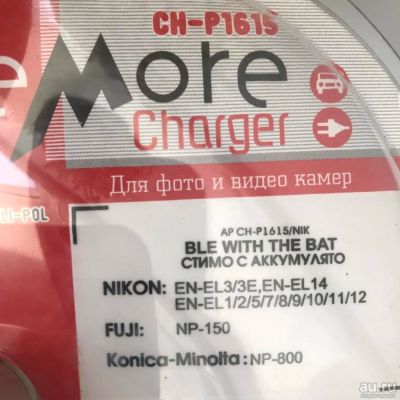 CH-P1615
e More
Charger
Для фото и видео камер
LI-POL
AP CH-P1615/NIK
BLE WITH THE BAT
СТИМО С АККУМУЛЯТО
NIKON: EN-EL3/3E, EN-EL14
EN-EL1/2/5/7/8/9/10/11/12
FUJI: NP-150
Konica-Minolta: NP-800
au.ru